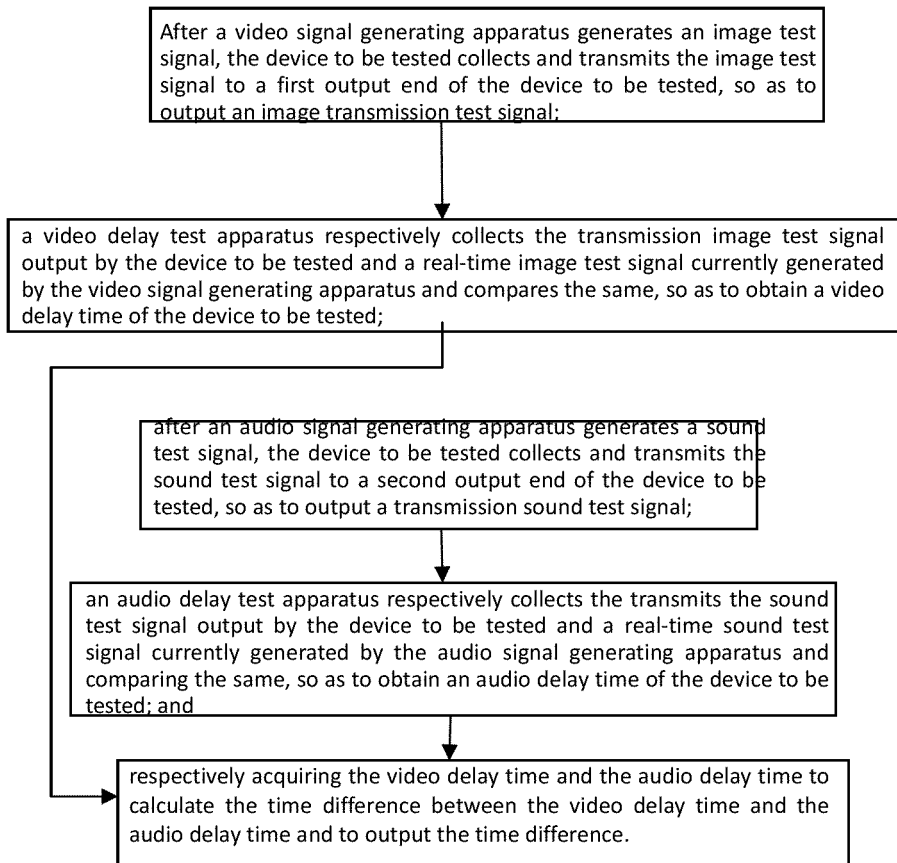 After a video signal generating apparatus generates an image test
signal, the device to be tested collects and transmits the image test
signal to a first output end of the device to be tested, so as to
output an image transmission test signal;
a video delay test apparatus respectively collects the transmission image test signal
output by the device to be tested and a real-time image test signal currently generated
by the video signal generating apparatus and compares the same, so as to obtain a video
delay time of the device to be tested;
after an audio signal generating apparatus generates a sound
test signal, the device to be tested collects and transmits the
sound test signal to a second output end of the device to be
tested, so as to output a transmission sound test signal;
an audio delay test apparatus respectively collects the transmits the sound
test signal output by the device to be tested and a real-time sound test
signal currently generated by the audio signal generating apparatus and
comparing the same, so as to obtain an audio delay time of the device to be
tested; and
respectively acquiring the video delay time and the audio delay time to
calculate the time difference between the video delay time and the
audio delay time and to output the time difference.